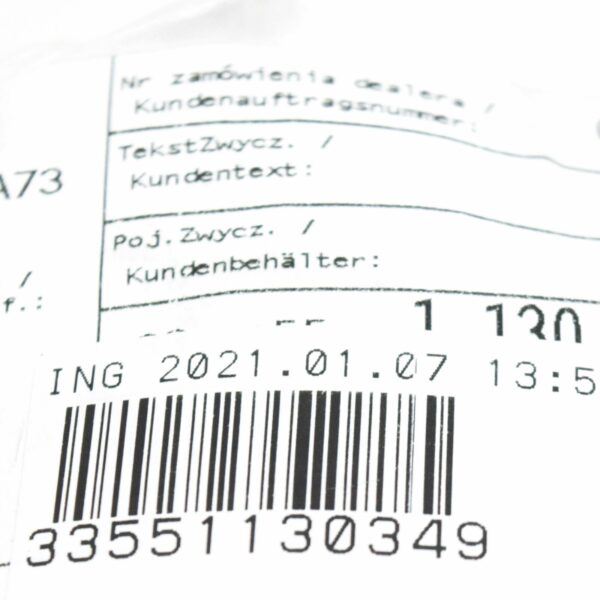 Nr zamówienia dealera /
Kundenauftragsnummer:
A73
TekstZwycz. /
Kundentext:
Poj.Zwycz. /
Kundenbehälter:
/
f.:
1 130
ING 2021.01.07 13:5
33551130349